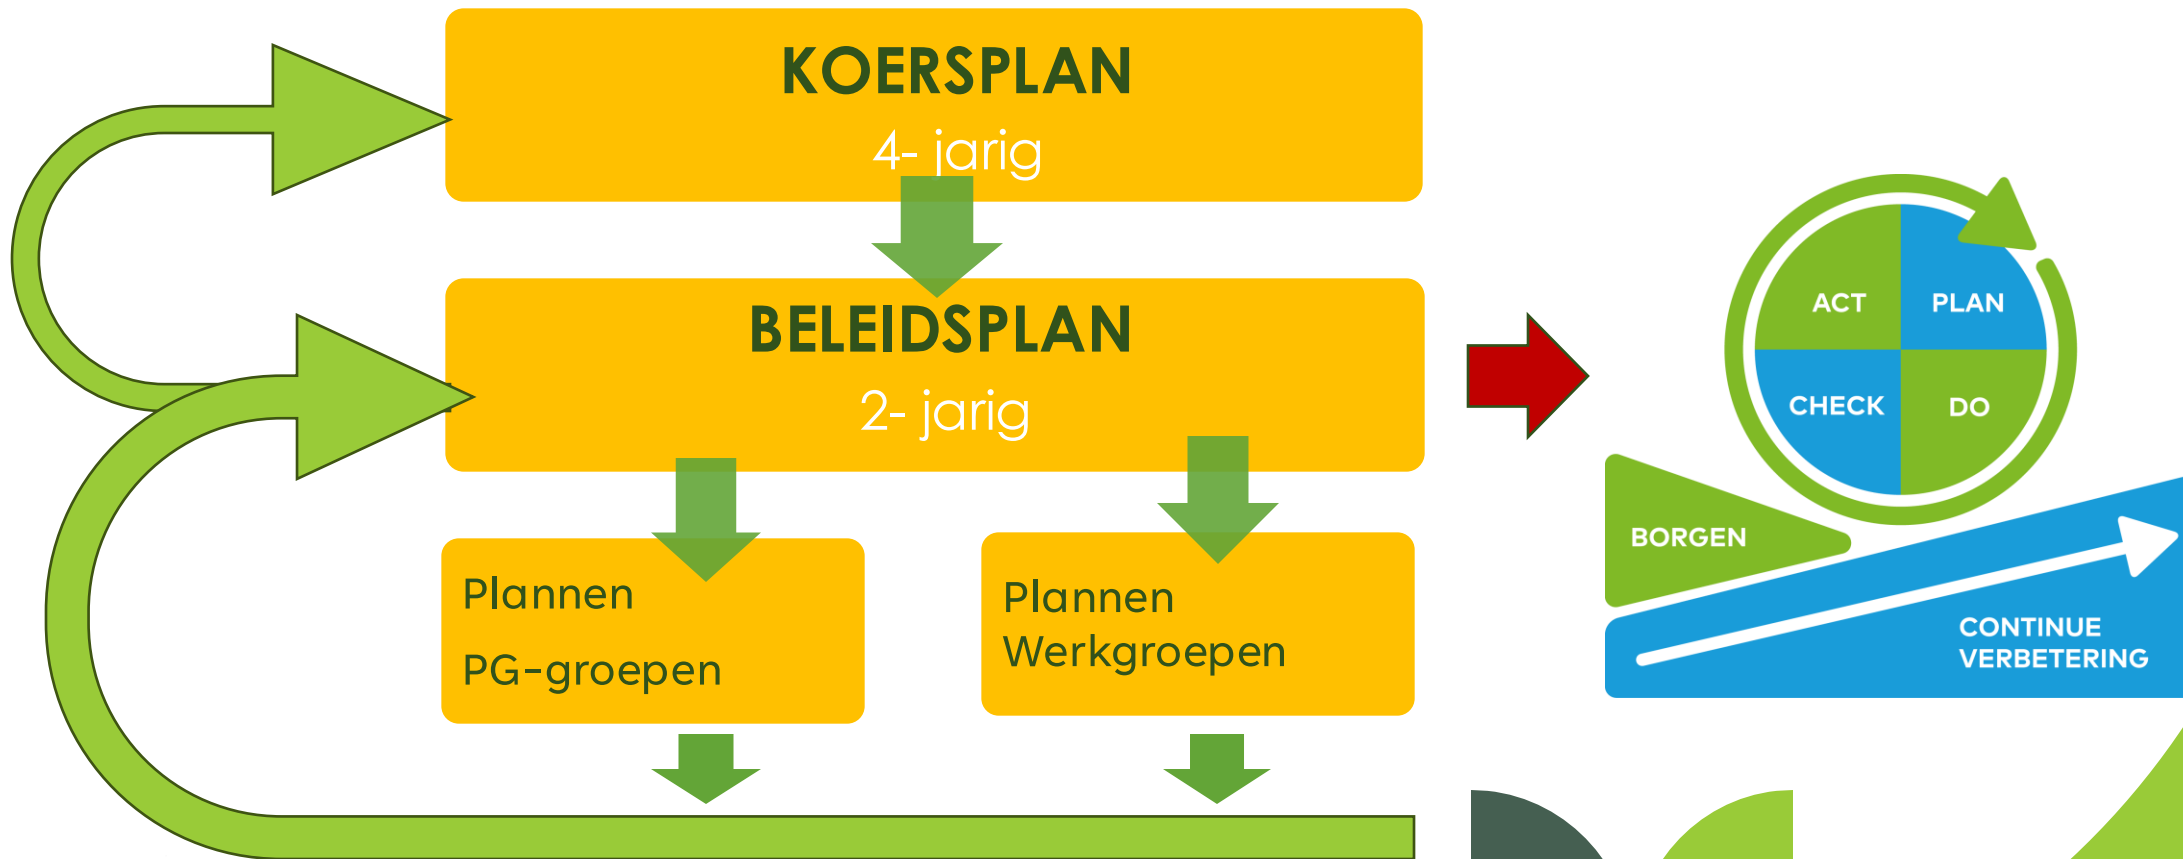 KOERSPLAN
4- jarig
BELEIDSPLAN
2- jarig
Plannen
PG-groepen
Plannen
Werkgroepen
ACT
PLAN
CHECK
DO
BORGEN
CONTINUE
VERBETERING